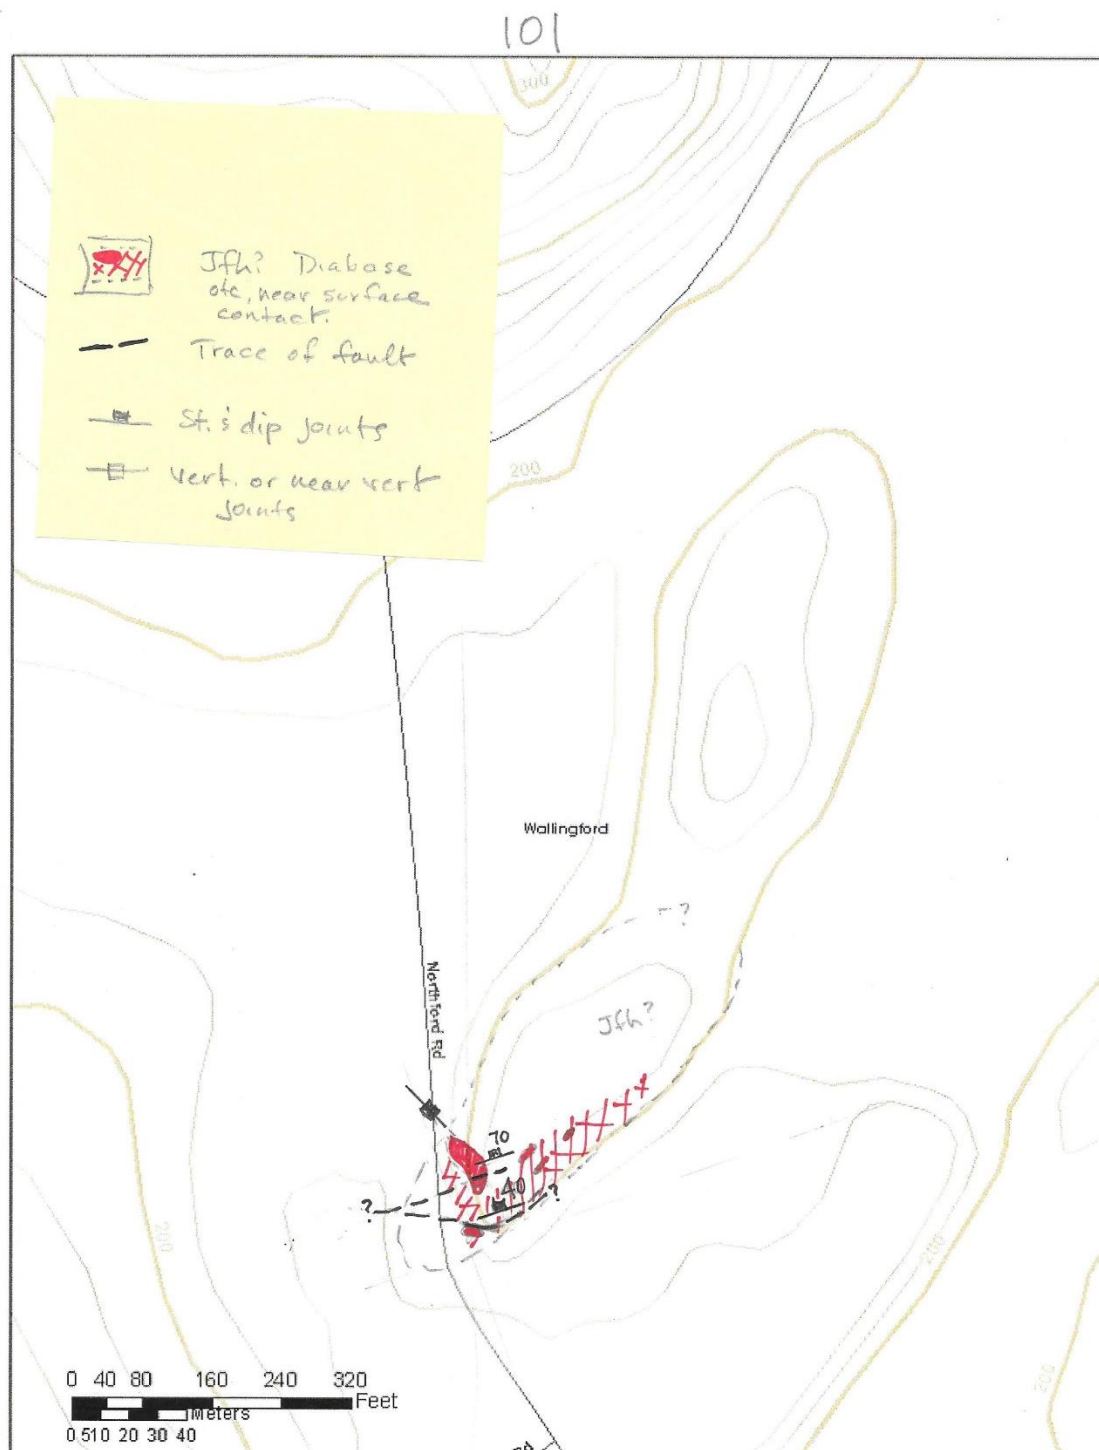 101
300
Jfh? Diabase
otc, near surface
contact.
Trace of fault
St. & dip joints
Vert. or near vert
joints
200
Wallingford
?
Jfh?
Northford Rd
70
40
?
?
200
200
200
0 40 80 160 240 320
Feet
Meters
0 510 20 30 40
Rd